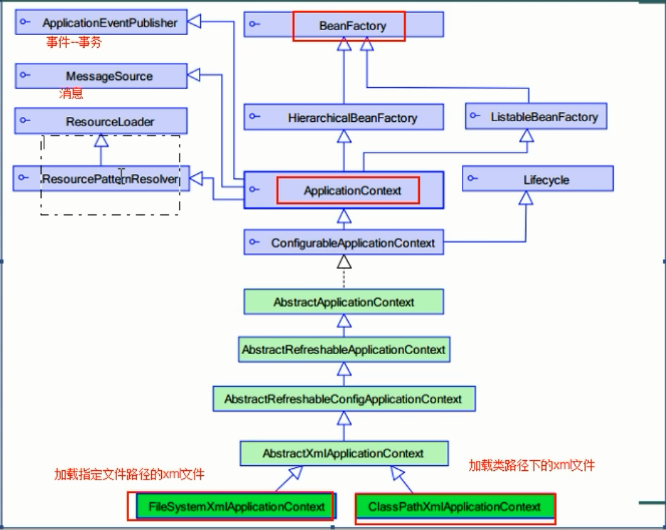 ApplicationEventPublisher
BeanFactory
事件--事务
MessageSource
消息
ResourceLoader
HierarchicalBeanFactory
ListableBeanFactory
ResourcePatternResolver
ApplicationContext
Lifecycle
ConfigurableApplicationContext
AbstractApplicationContext
AbstractRefreshableApplicationContext
AbstractRefreshableConfigApplicationContext
AbstractXmlApplicationContext
加载指定文件路径的xml文件
加载类路径下的xml文件
FileSystemXmlApplicationContext
ClassPathXmlApplicationContext